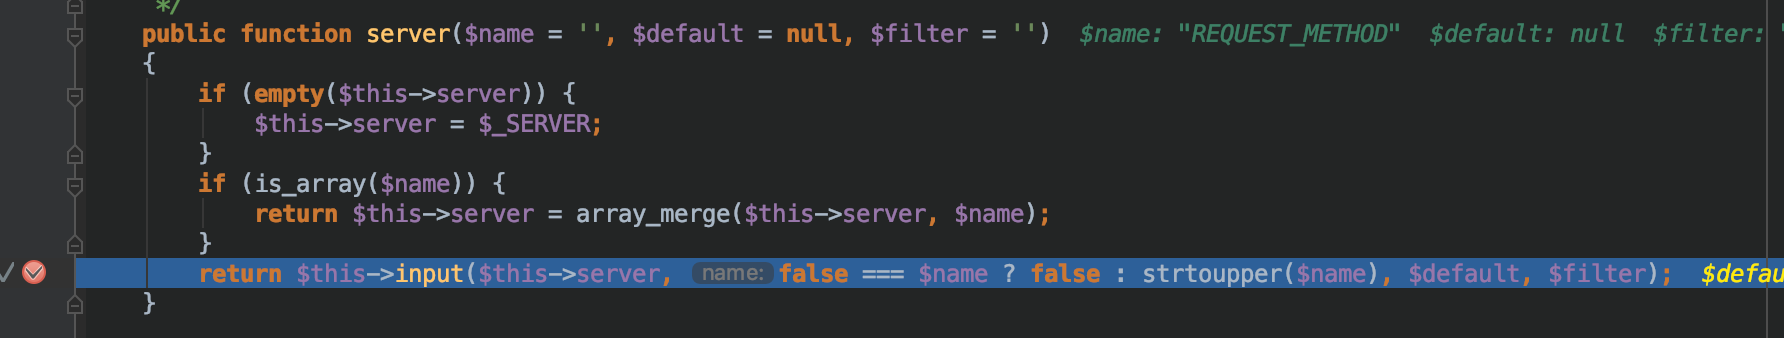 */
public function server($name = '', $default = null, $filter = '')  $name: "REQUEST_METHOD"  $default: null  $filter: "
{
if (empty($this->server)) {
$this->server = $_SERVER;
}
if (is_array($name)) {
return $this->server = array_merge($this->server, $name);
}
return $this->input($this->server, name: false === $name ? false : strtoupper($name), $default, $filter);  $defau
}